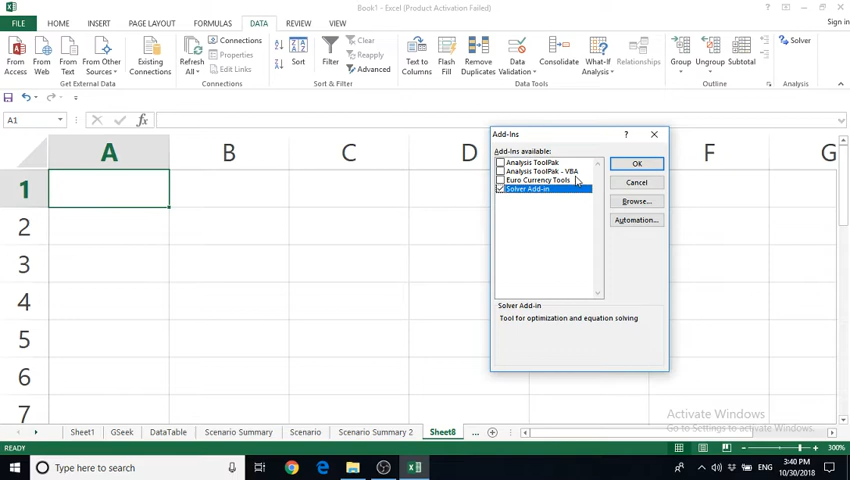 Book1 - Excel (Product Activation Failed)
Sign in
FILE HOME INSERT PAGE LAYOUT FORMULAS DATA REVIEW VIEW
From Access
From Web
From Text
From Other Sources
Existing Connections
Refresh All
Connections
Properties
Edit Links
Sort
Filter
Clear
Reapply
Advanced
Text to Columns
Flash Fill
Remove Duplicates
Data Validation
Consolidate
What-If Analysis
Relationships
Group
Ungroup
Subtotal
Solver
Get External Data
Connections
Sort & Filter
Data Tools
Outline
Analysis
A1
A B C D F G
1
2
3
4
5
6
7
Add-Ins
?
Add-Ins available:
Analysis ToolPak
Analysis ToolPak - VBA
Euro Currency Tools
Solver Add-in
OK
Cancel
Browse...
Automation...
Solver Add-in
Tool for optimization and equation solving
Activate Windows
Go to Settings to activate Windows.
Sheet1 GSeek DataTable Scenario Summary Scenario Scenario Summary 2 Sheet8 ...
READY
300%
Type here to search
ENG
3:40 PM
10/30/2018